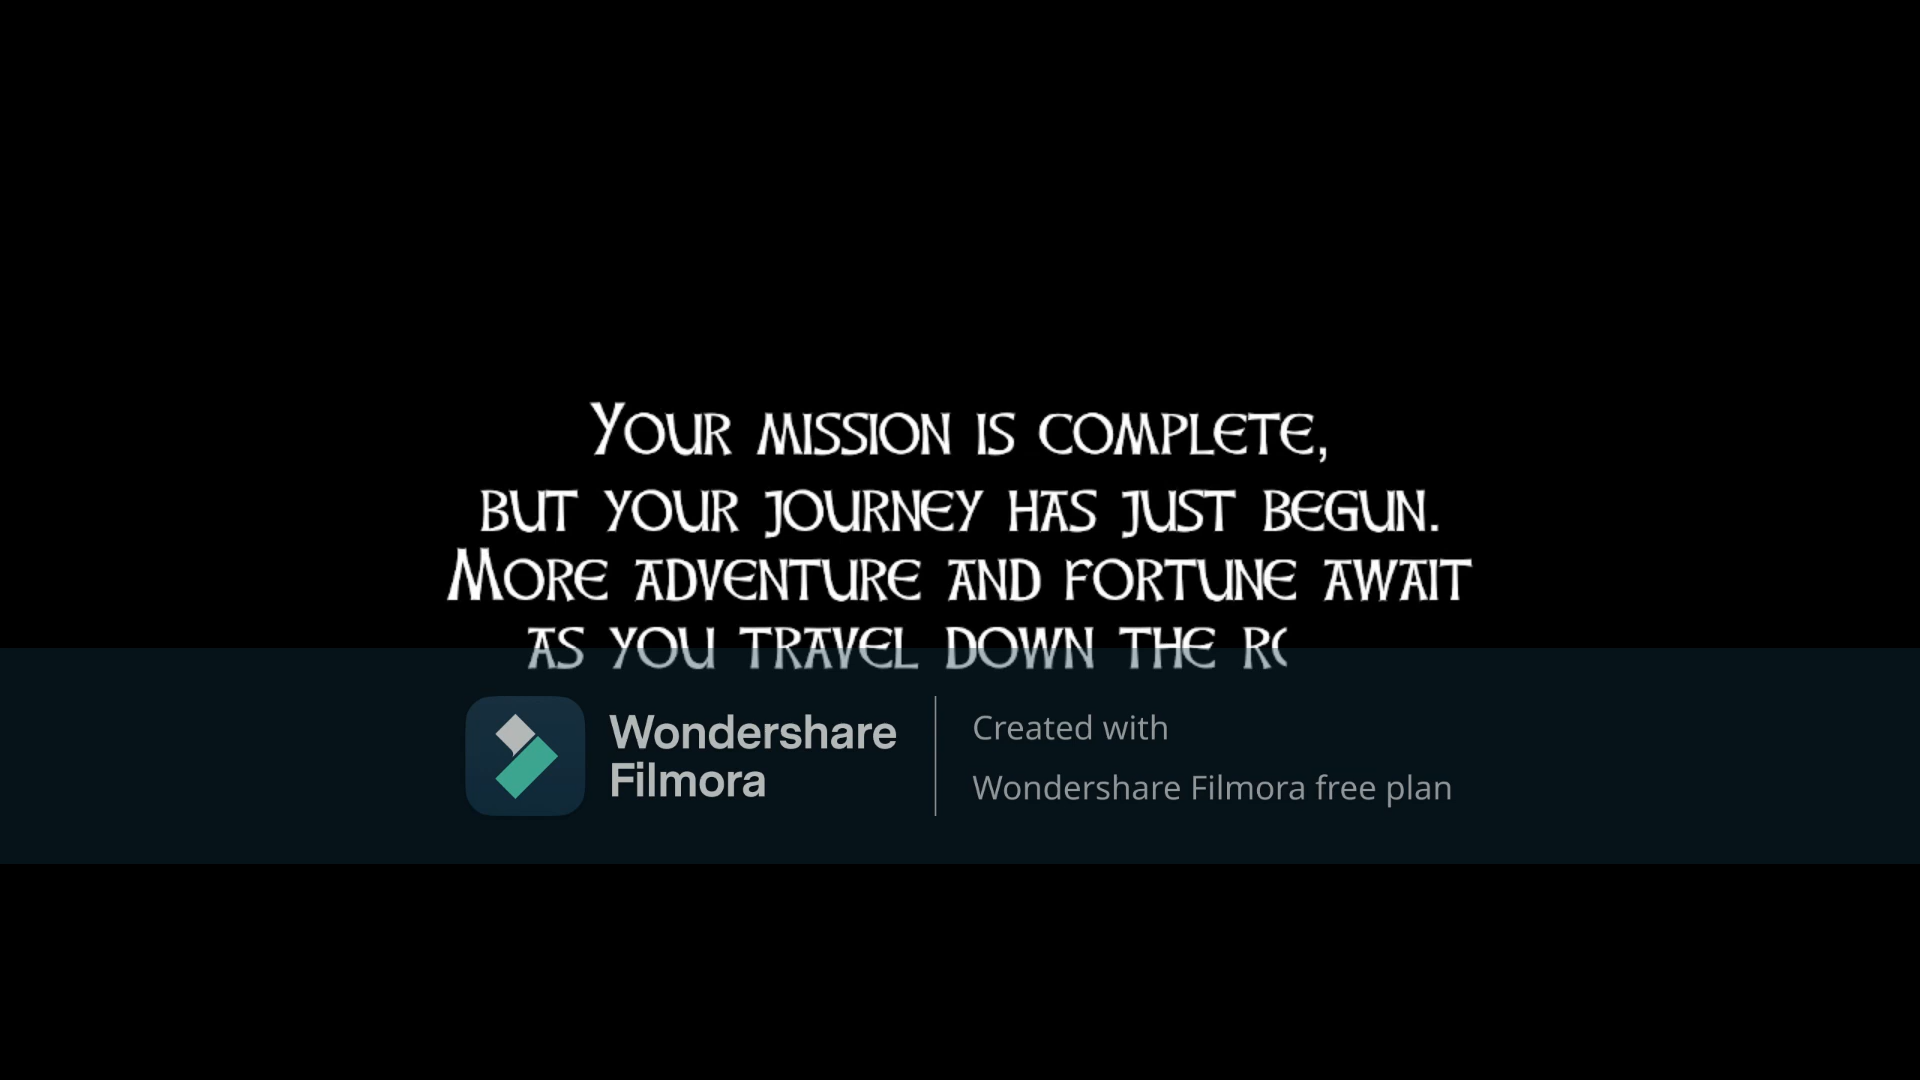 Your mission is complete,
but your journey has just begun.
More adventure and fortune await
as you travel down the
Wondershare
Filmora
Created with
Wondershare Filmora free plan